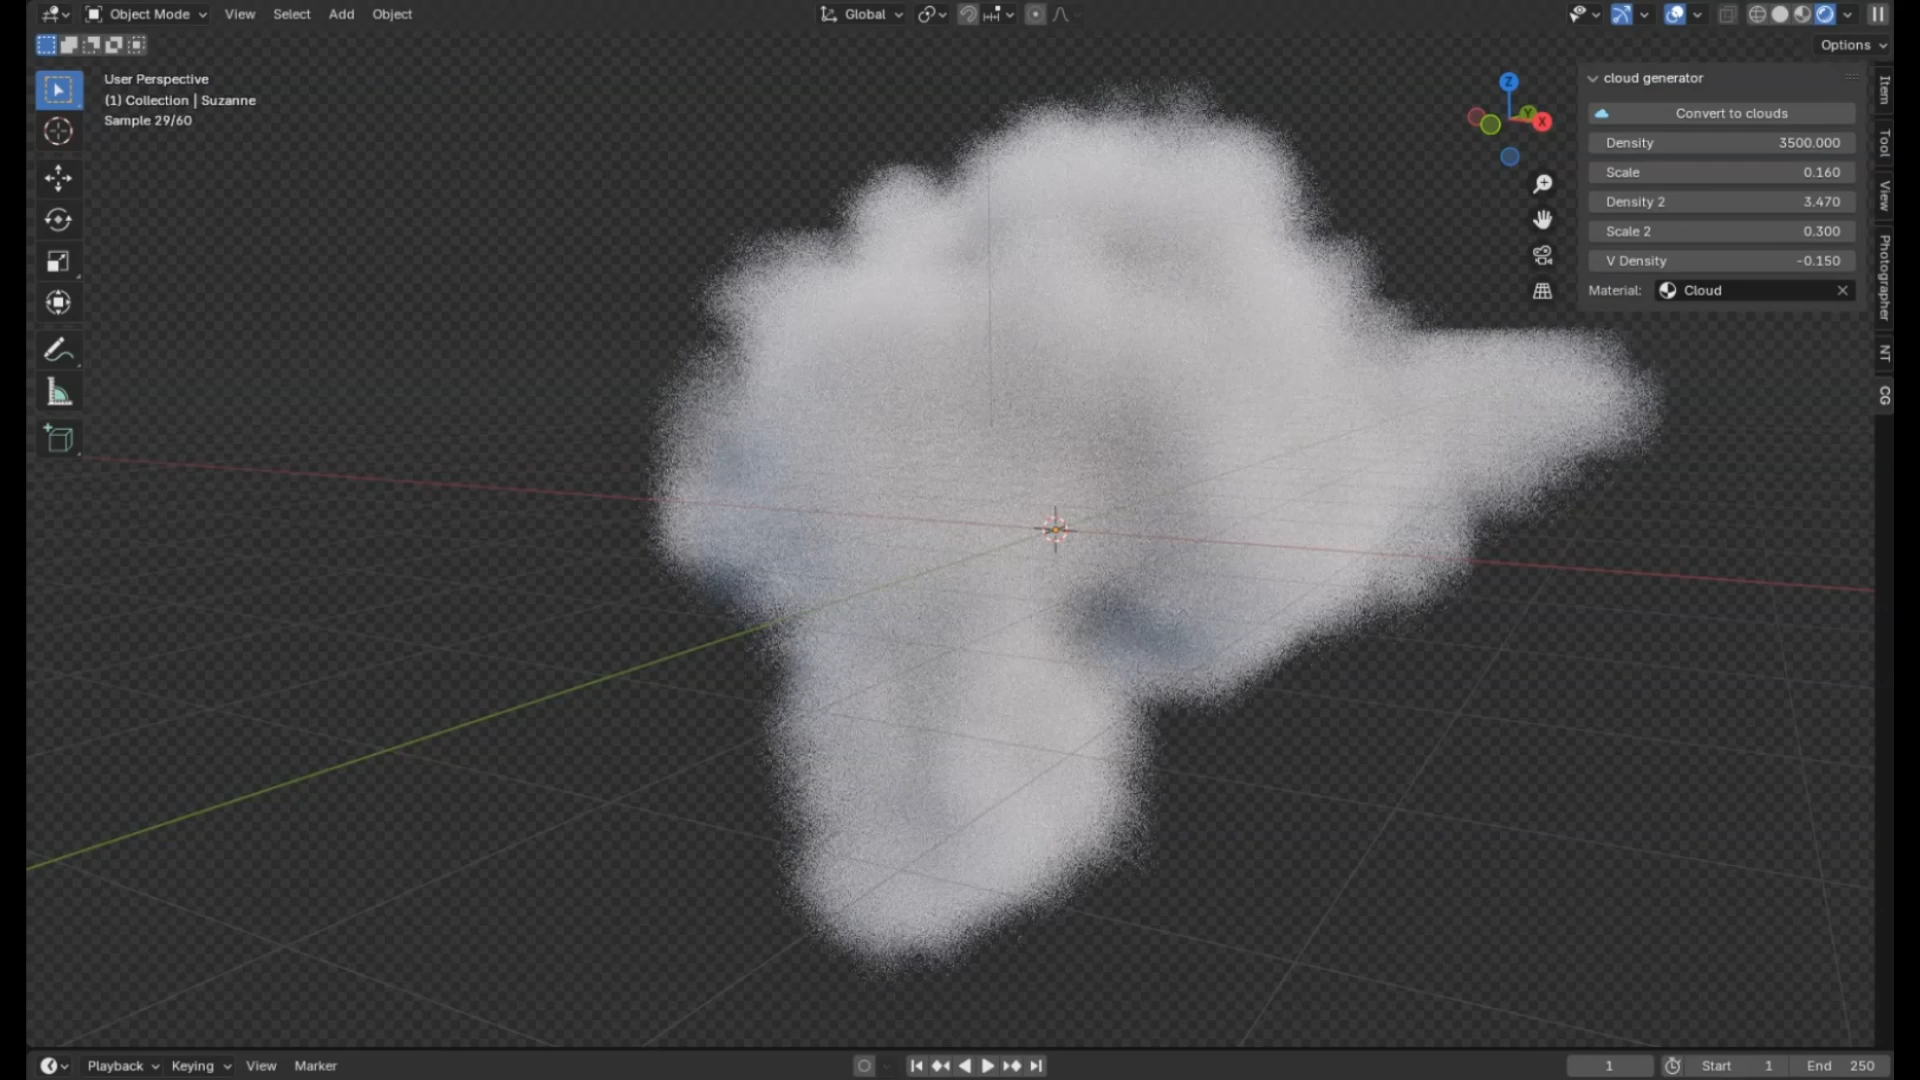 Object Mode View Select Add Object Global
Options
User Perspective
(1) Collection | Suzanne
Sample 29/60
Z
Y
X
cloud generator
Convert to clouds
Density 3500.000
Scale 0.160
Density 2 3.470
Scale 2 0.300
V Density -0.150
Material: Cloud
Item
Tool
View
Photographer
NT
CG
Playback Keying View Marker 1 Start 1 End 250